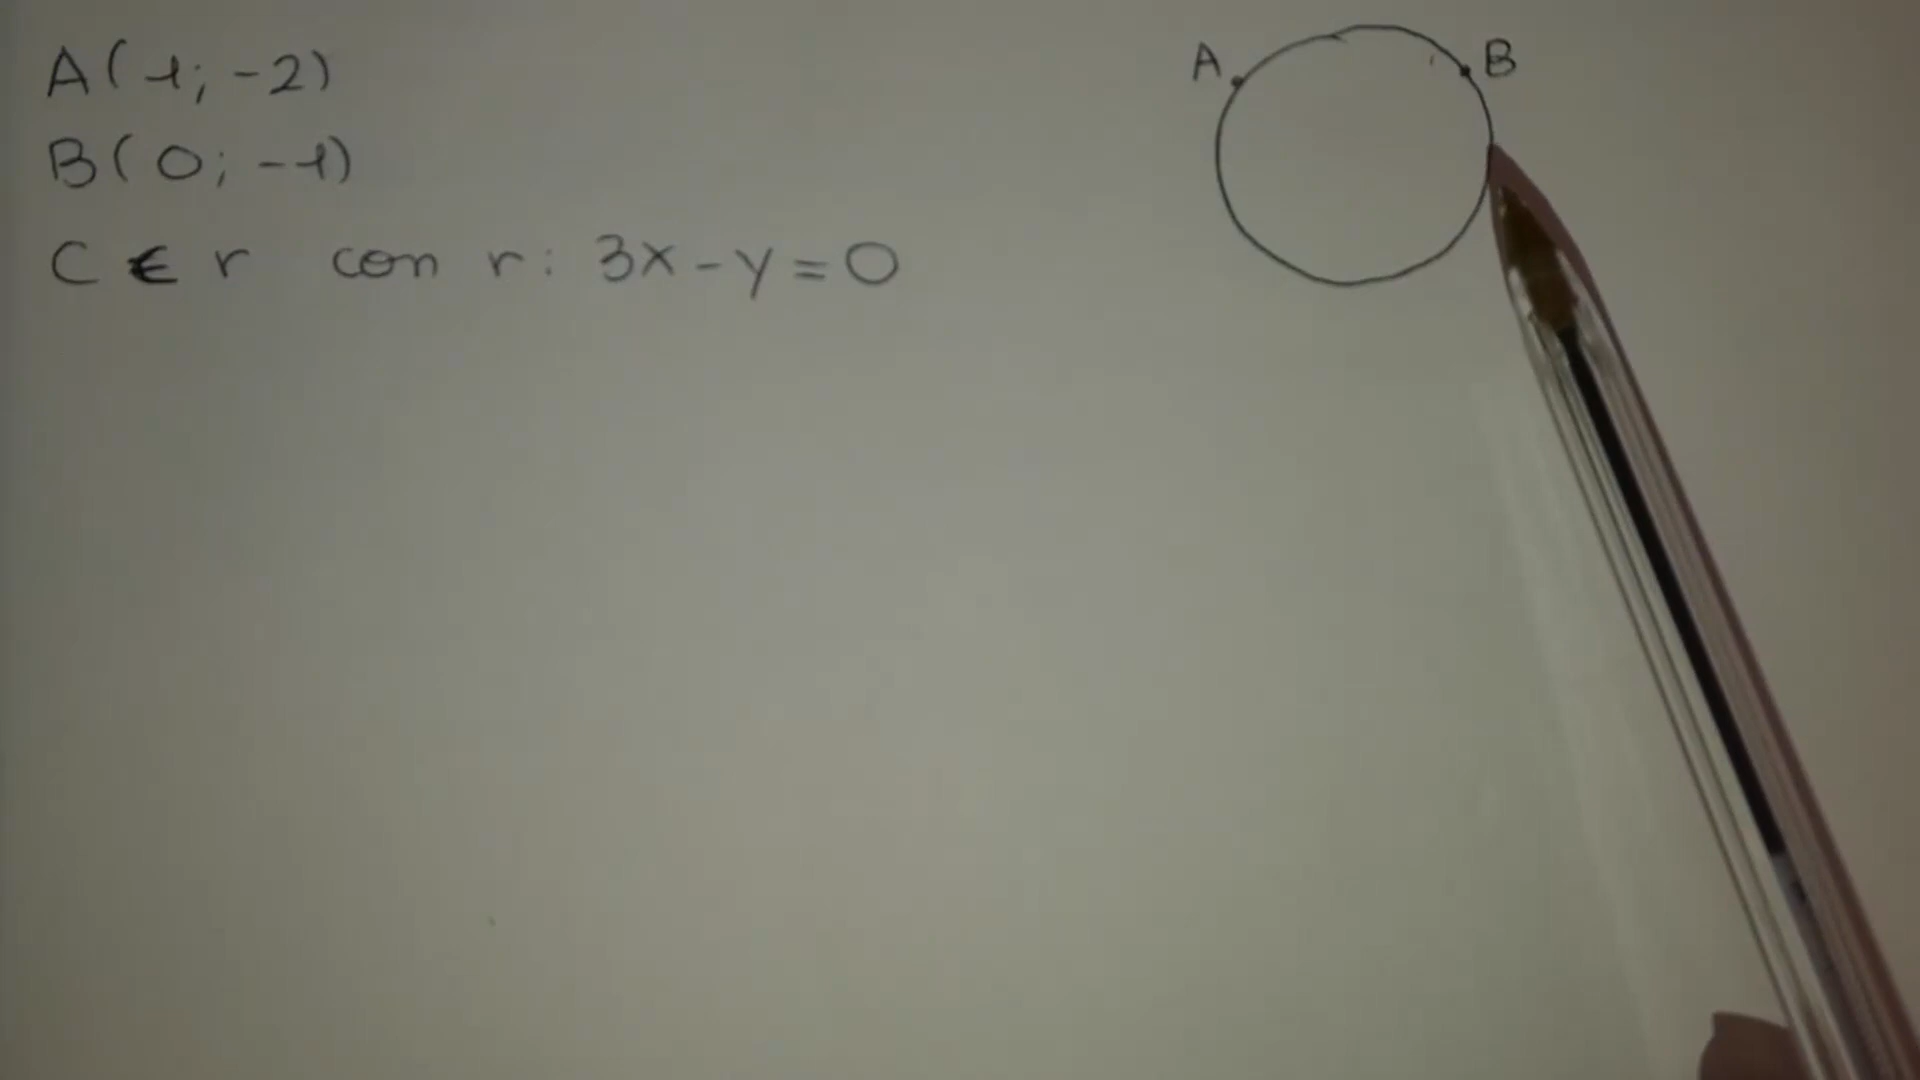 A(1; -2)
B(0; -1)
C ∈ r con r: 3x - y = 0
A
B